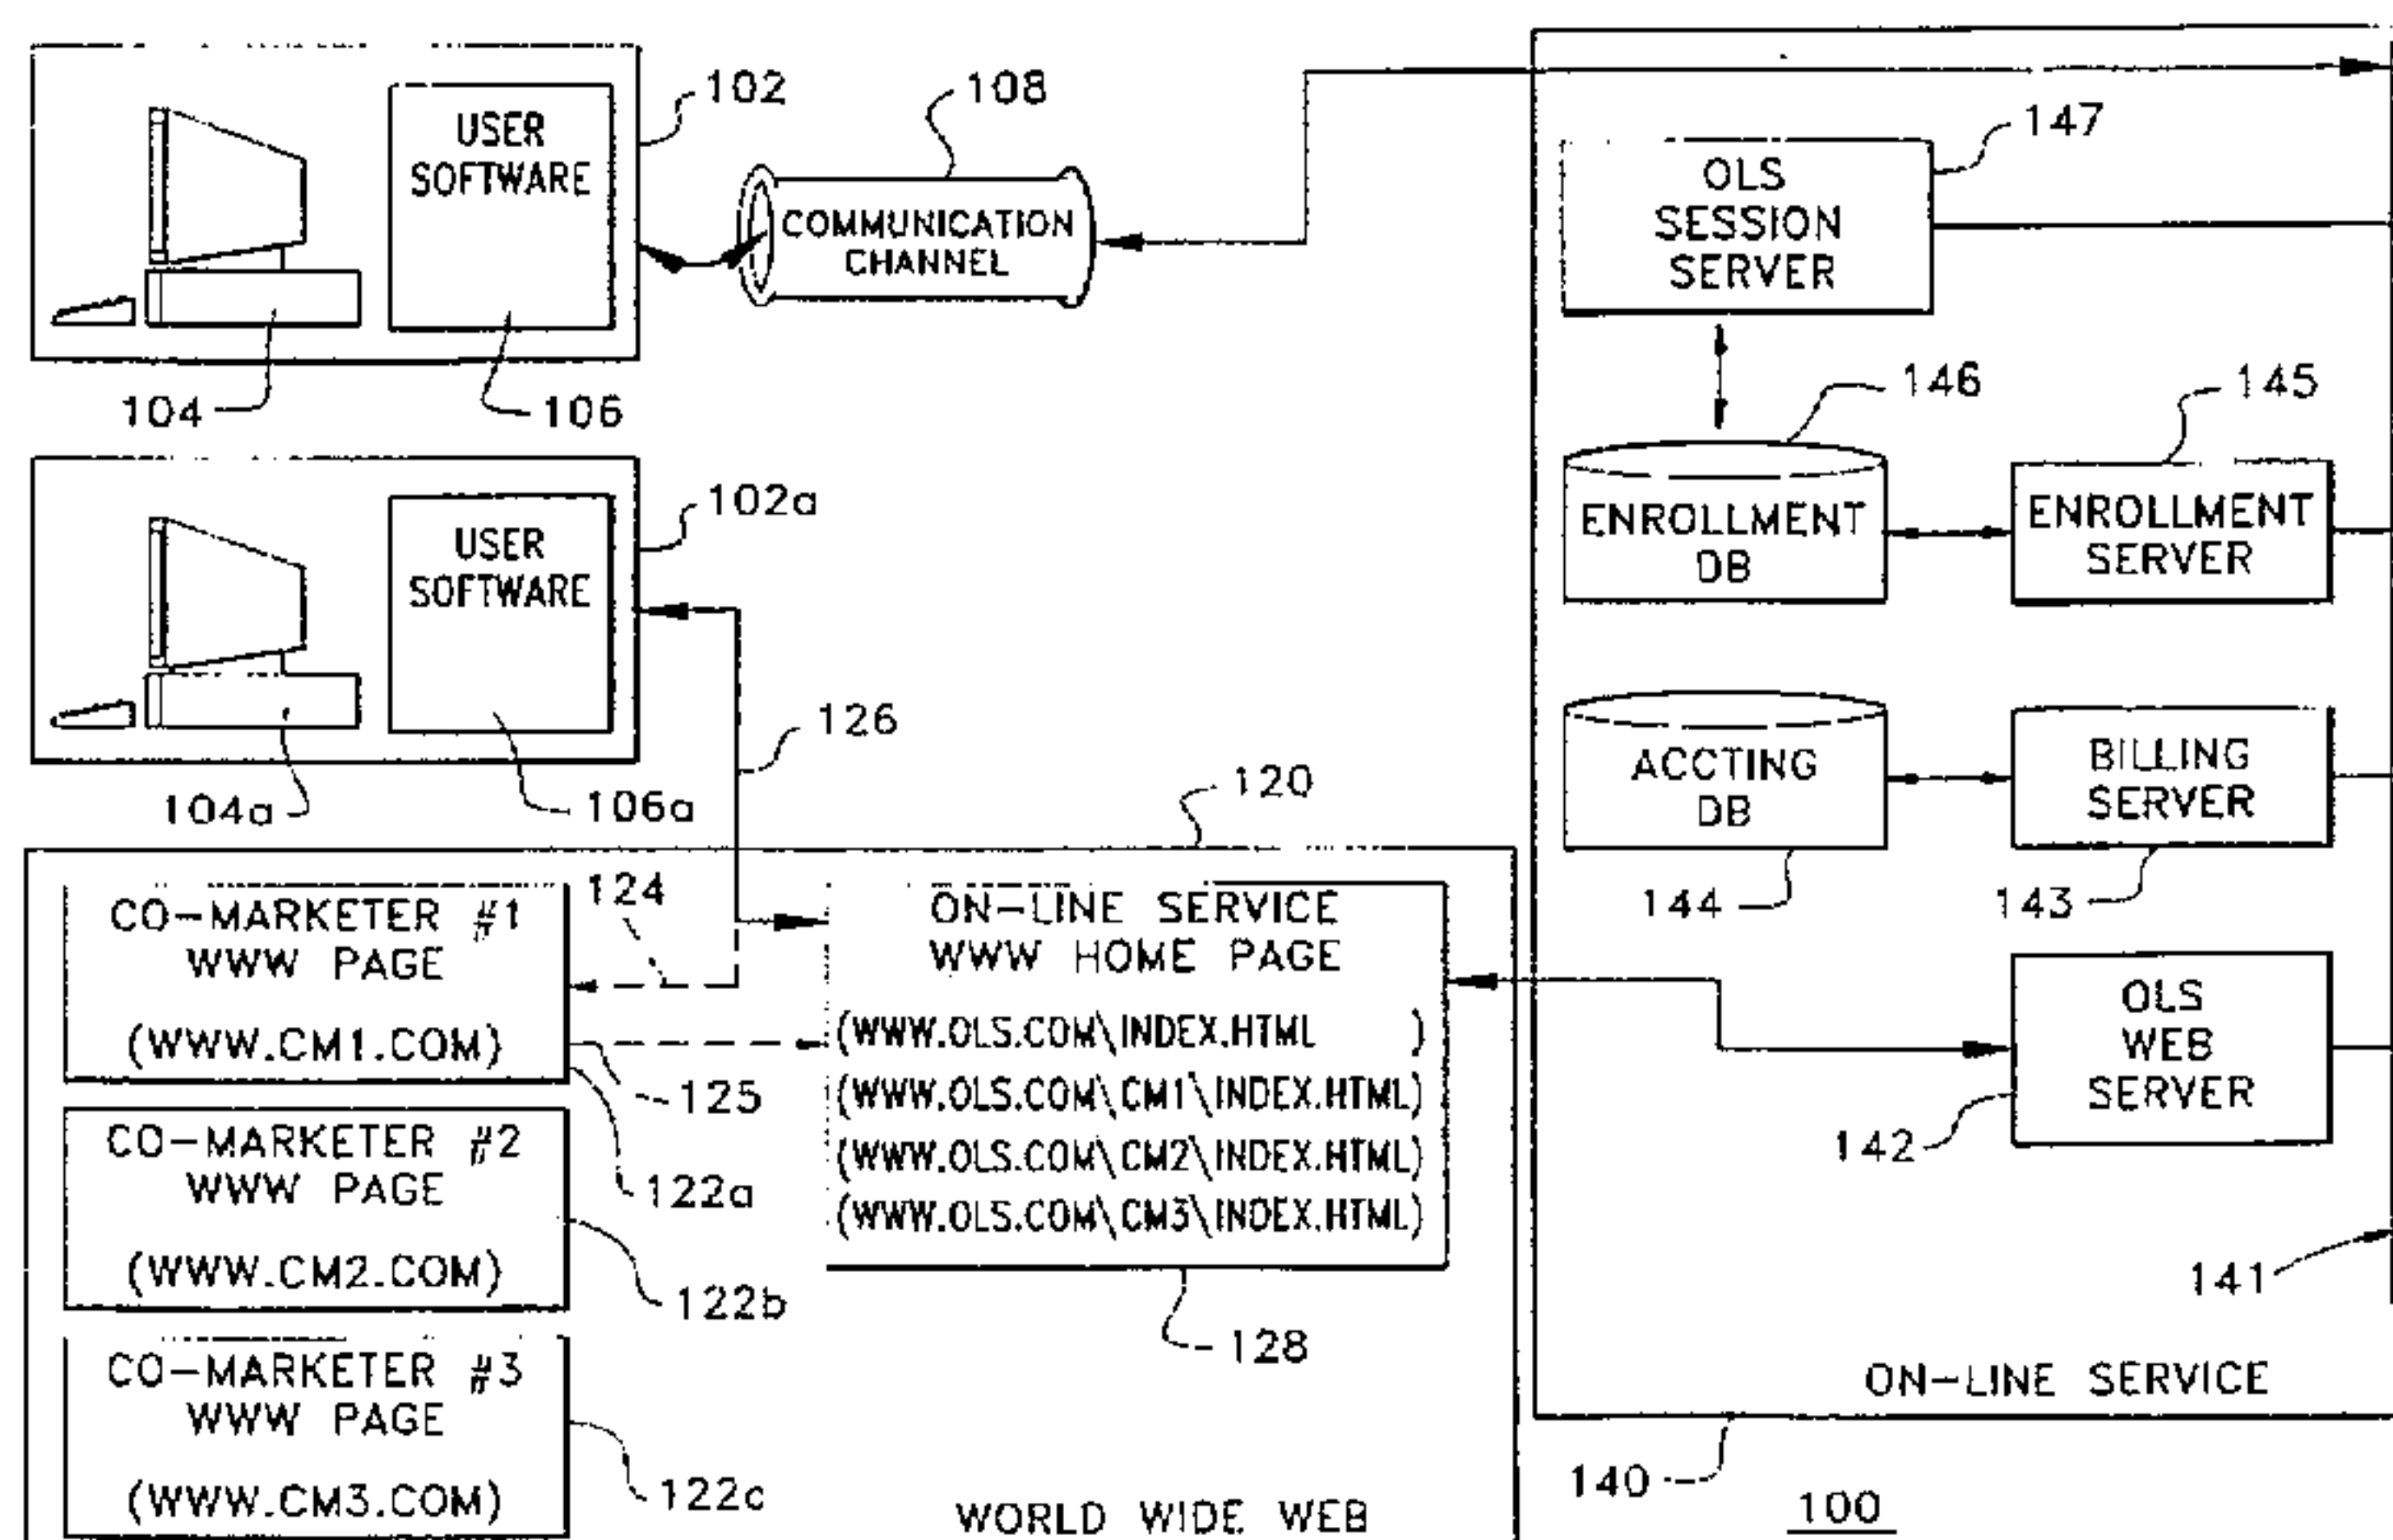 USER
SOFTWARE
102
104
106
108
COMMUNICATION
CHANNEL
USER
SOFTWARE
102a
104a
106a
126
120
124
CO-MARKETER #1
WWW PAGE
(WWW.CM1.COM)
125
122a
CO-MARKETER #2
WWW PAGE
(WWW.CM2.COM)
122b
CO-MARKETER #3
WWW PAGE
(WWW.CM3.COM)
122c
ON-LINE SERVICE
WWW HOME PAGE
(WWW.OLS.COM\INDEX.HTML )
(WWW.OLS.COM\CM1\INDEX.HTML)
(WWW.OLS.COM\CM2\INDEX.HTML)
(WWW.OLS.COM\CM3\INDEX.HTML)
128
WORLD WIDE WEB
OLS
SESSION
SERVER
147
146
145
ENROLLMENT
DB
ENROLLMENT
SERVER
ACCTING
DB
BILLING
SERVER
144
143
OLS
WEB
SERVER
142
141
ON-LINE SERVICE
140
100